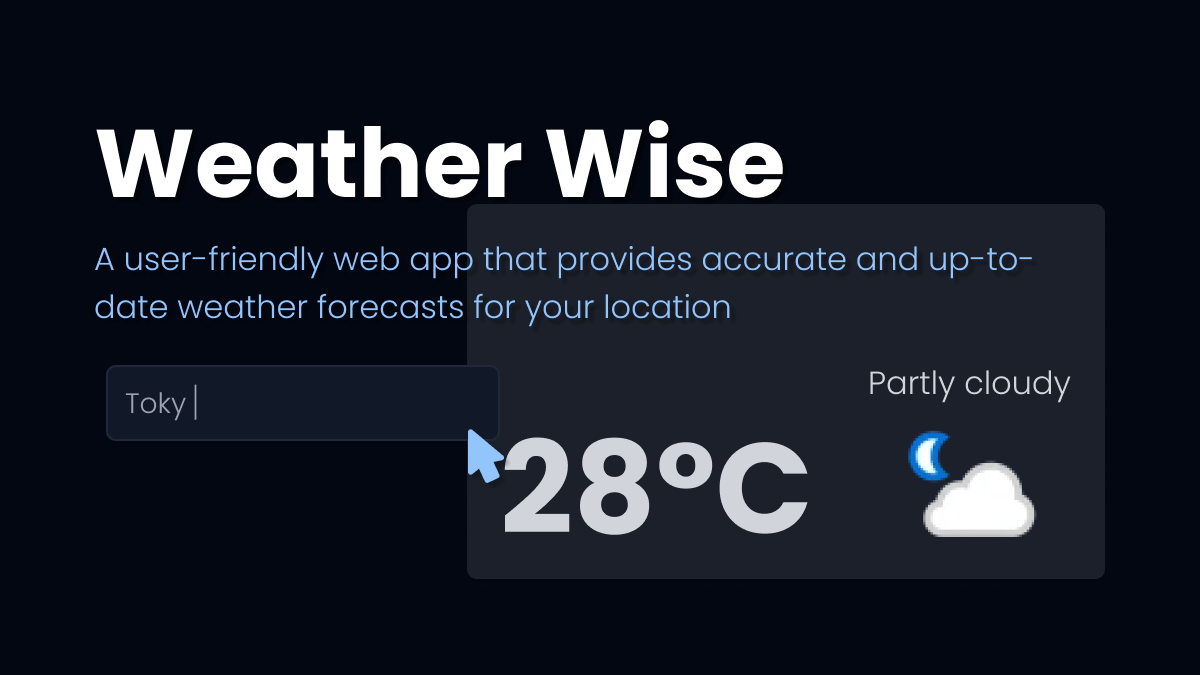 Weather Wise
A user-friendly web app that provides accurate and up-to-
date weather forecasts for your location
Toky
Partly cloudy
28°C